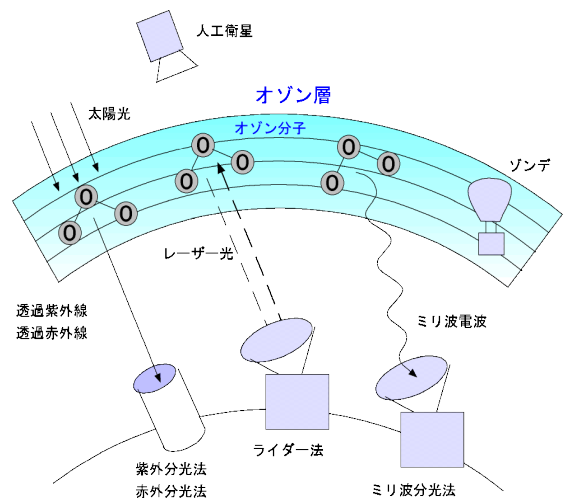 人工衛星
オゾン層
太陽光
オゾン分子
O
O
O
O
O
O
O
O
O
ゾンデ
レーザー光
透過紫外線
透過赤外線
ミリ波電波
ライダー法
紫外分光法
赤外分光法
ミリ波分光法